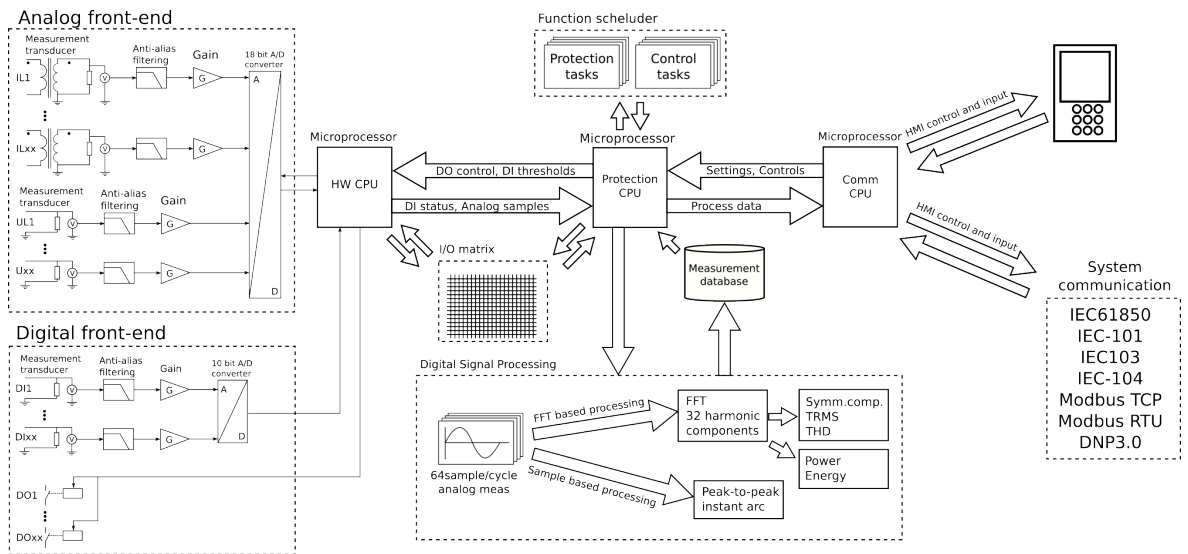 Analog front-end
Measurement
transducer
Anti-alias
filtering
Gain
18 bit A/D
converter
IL1
V
G
A
ILxx
V
G
Measurement
transducer
Anti-alias
filtering
Gain
UL1
V
G
Uxx
V
G
D
Digital front-end
Measurement
transducer
Anti-alias
filtering
Gain
10 bit A/D
converter
DI1
V
G
A
DIxx
V
G
D
DO1
DOxx
Microprocessor
HW CPU
DO control, DI thresholds
DI status, Analog samples
I/O matrix
Function scheluder
Protection
tasks
Control
tasks
Microprocessor
Protection
CPU
Settings, Controls
Process data
Measurement
database
Microprocessor
Comm
CPU
HMI control and input
HMI control and input
System
communication
IEC61850
IEC-101
IEC103
IEC-104
Modbus TCP
Modbus RTU
DNP3.0
Digital Signal Processing
64sample/cycle
analog meas
FFT based processing
Sample based processing
FFT
32 harmonic
components
Symm.comp.
TRMS
THD
Power
Energy
Peak-to-peak
instant arc